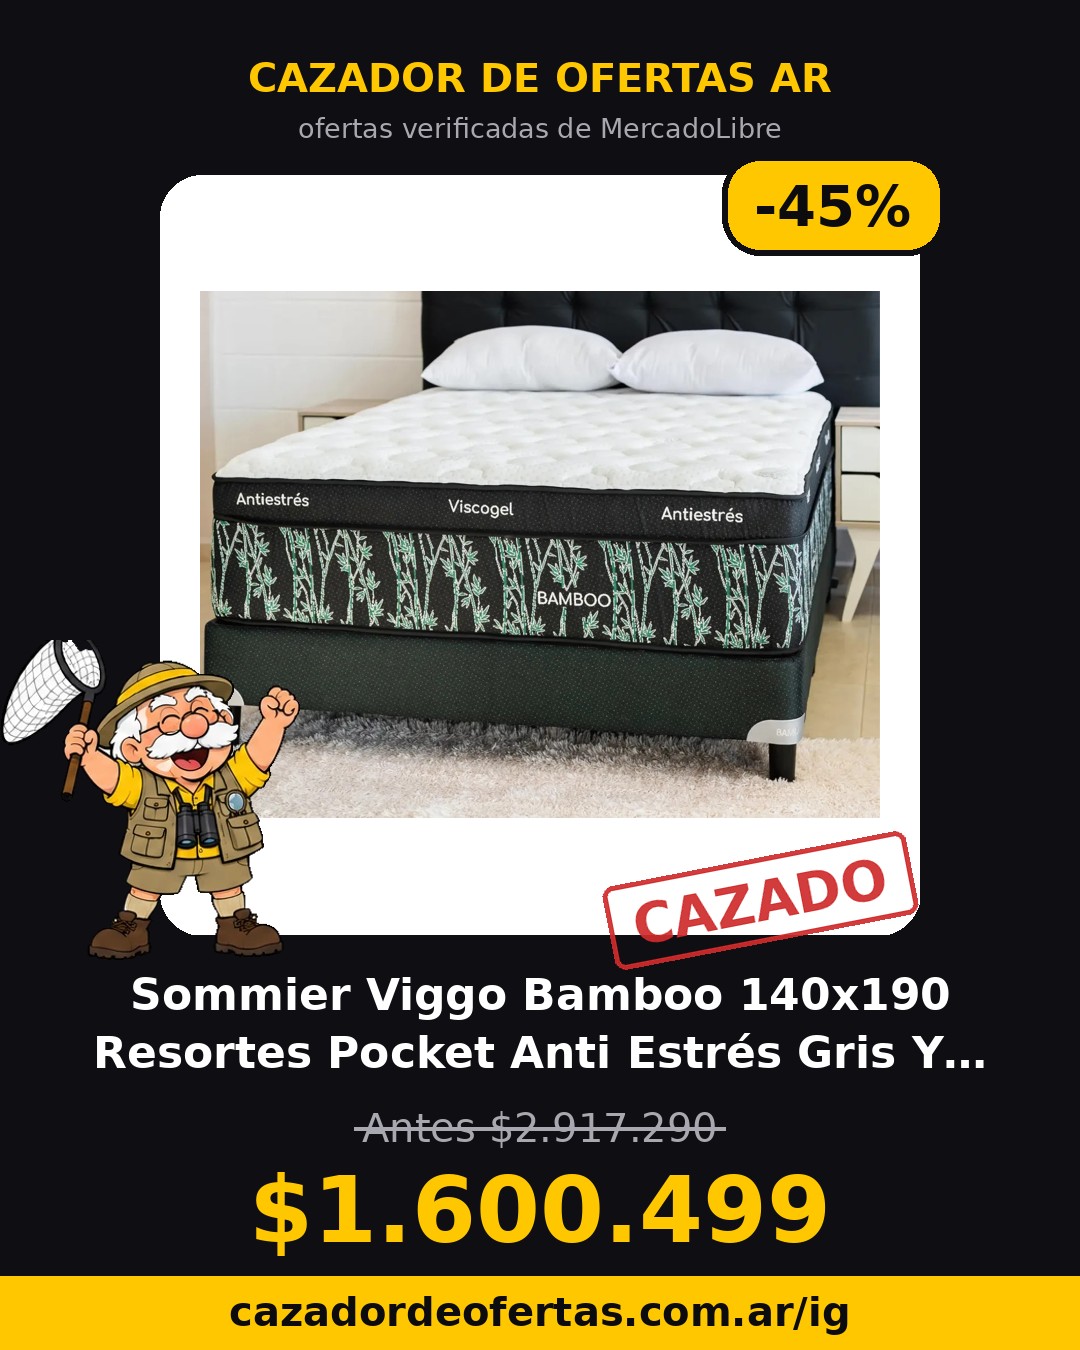 CAZADOR DE OFERTAS AR
ofertas verificadas de MercadoLibre
-45%
Antiestrés
Viscogel
Antiestrés
BAMBOO
CAZADO
Sommier Viggo Bamboo 140x190
Resortes Pocket Anti Estrés Gris Y...
Antes $2.917.290
$1.600.499
cazadordeofertas.com.ar/ig